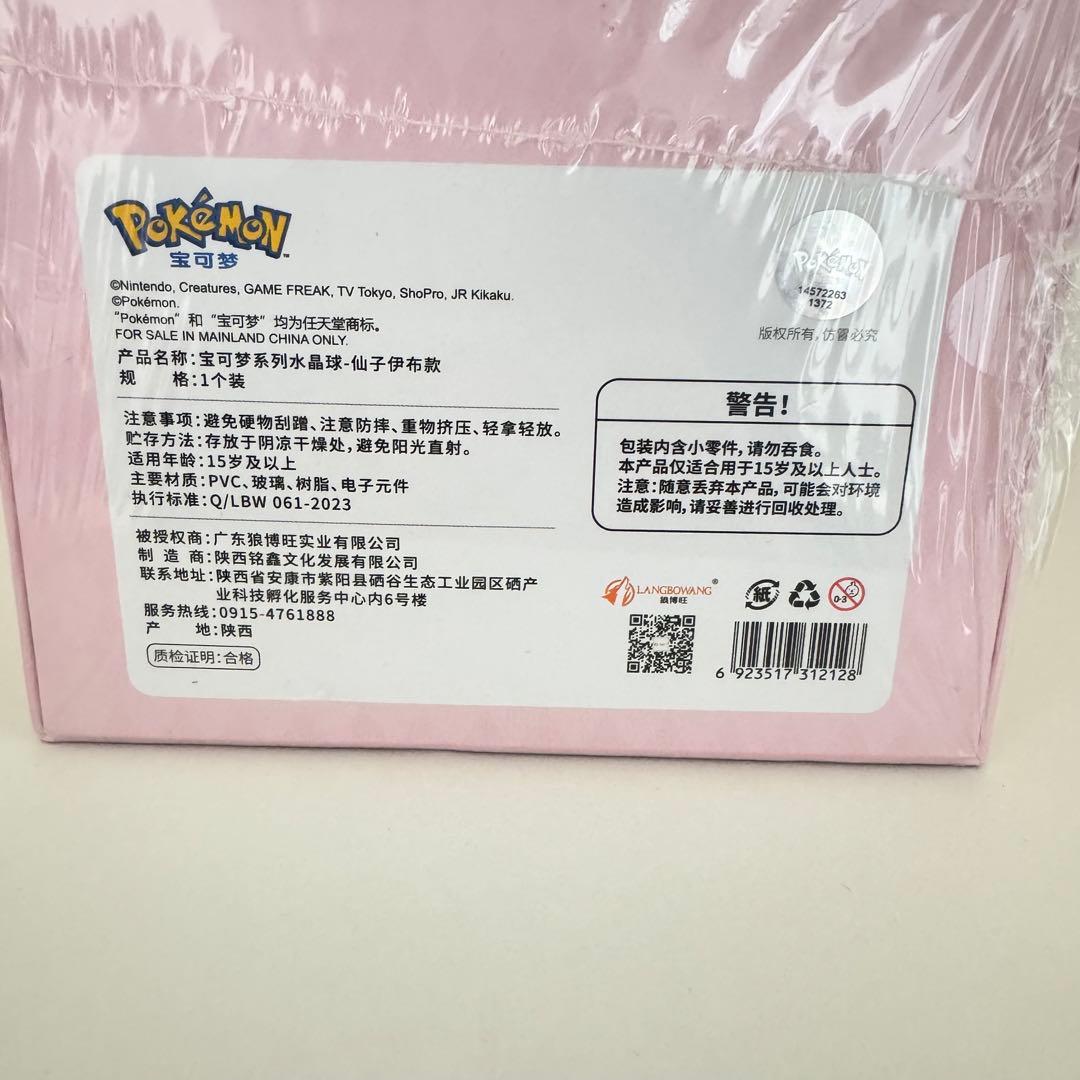 POKÉMON
TM
宝可梦
©Nintendo, Creatures, GAME FREAK, TV Tokyo, ShoPro, JR Kikaku.
©Pokémon.
“Pokémon” 和 “宝可梦” 均为任天堂商标。
FOR SALE IN MAINLAND CHINA ONLY.
产品名称:宝可梦系列水晶球-仙子伊布款
规 格:1个装
注意事项:避免硬物刮蹭、注意防摔、重物挤压、轻拿轻放。
贮存方法:存放于阴凉干燥处,避免阳光直射。
适用年龄:15岁及以上
主要材质:PVC、玻璃、树脂、电子元件
执行标准:Q/LBW 061-2023
被授权商:广东狼博旺实业有限公司
制 造 商:陕西铭鑫文化发展有限公司
联系地址:陕西省安康市紫阳县硒谷生态工业园区硒产
业科技孵化服务中心内6号楼
服务热线:0915-4761888
产 地:陕西
质检证明:合格
POKÉMON
14572263
1372
版权所有,仿冒必究
警告!
包装内含小零件,请勿吞食。
本产品仅适合用于15岁及以上人士。
注意:随意丢弃本产品,可能会对环境
造成影响,请妥善进行回收处理。
LANGBOWANG®
狼博旺
紙
0-3
6 923517 312128